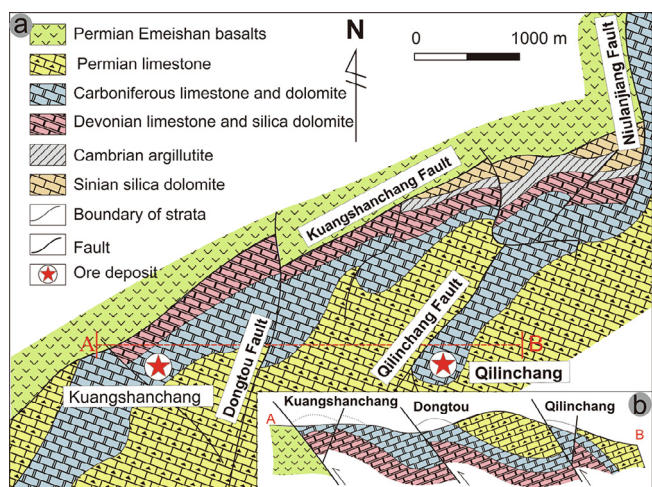 a
Permian Emeishan basalts
Permian limestone
Carboniferous limestone and dolomite
Devonian limestone and silica dolomite
Cambrian argillutite
Sinian silica dolomite
Boundary of strata
Fault
Ore deposit
N
0 1000 m
Niulanjiang Fault
Kuangshanchang Fault
Dongtou Fault
Qilinchang Fault
A
B
Kuangshanchang
Qilinchang
b
Kuangshanchang
Dongtou
Qilinchang
A
B